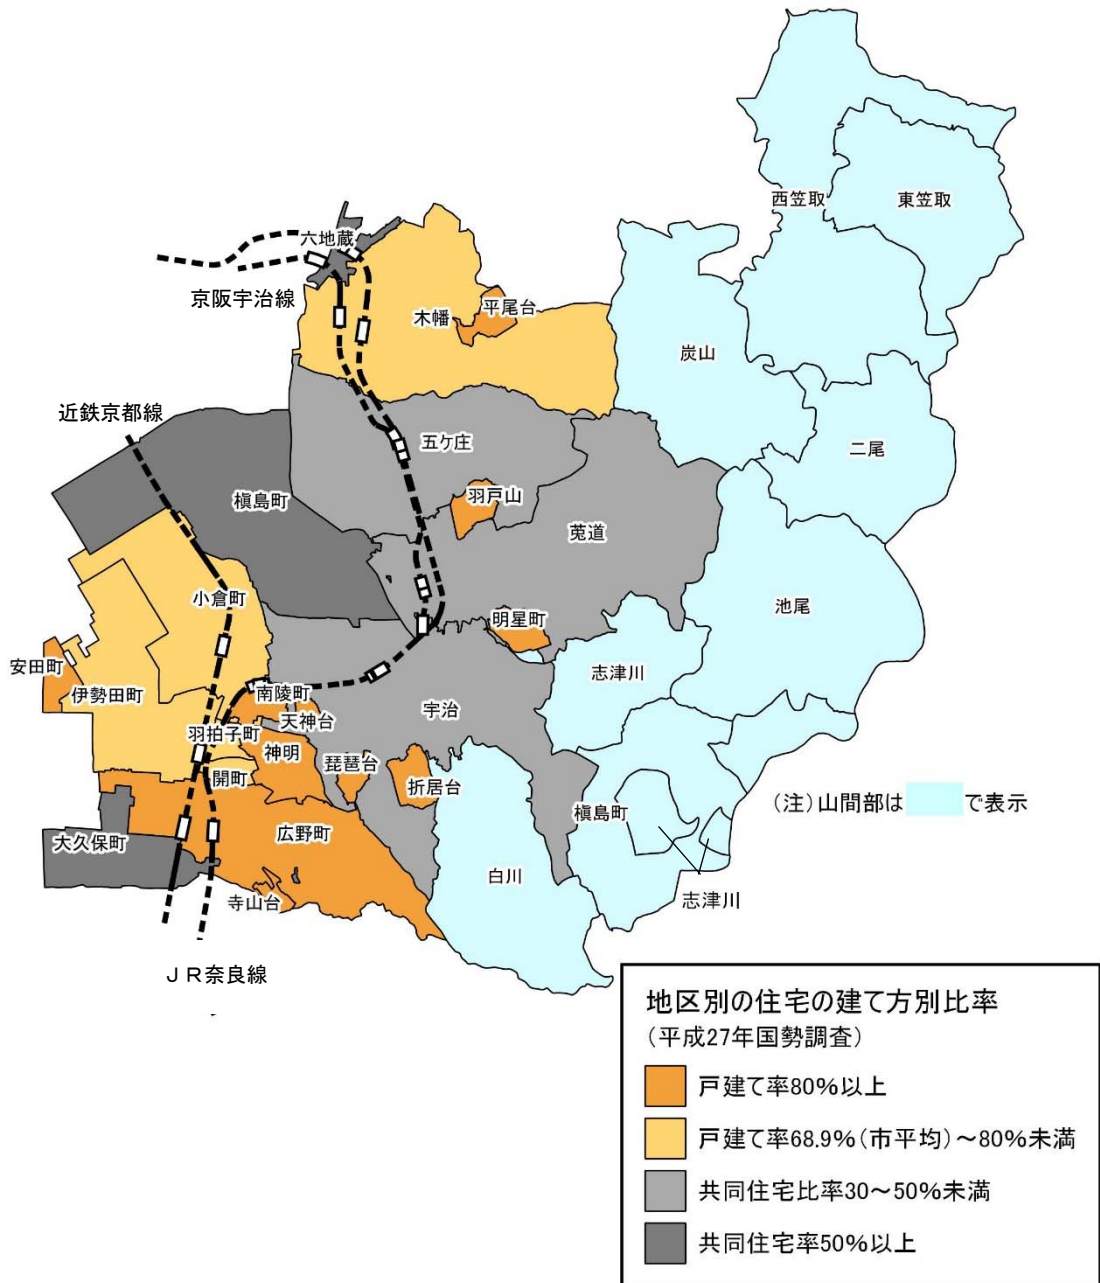 西笠取
東笠取
六地蔵
京阪宇治線
木幡
平尾台
炭山
近鉄京都線
五ケ庄
二尾
槇島町
羽戸山
莵道
小倉町
明星町
池尾
安田町
伊勢田町
南陵町
志津川
天神台
宇治
羽拍子町
神明
琵琶台
開町
折居台
(注)山間部は で表示
槇島町
広野町
大久保町
白川
寺山台
志津川
JR奈良線
地区別の住宅の建て方別比率
(平成27年国勢調査)
戸建て率80%以上
戸建て率68.9%(市平均)~80%未満
共同住宅比率30~50%未満
共同住宅率50%以上